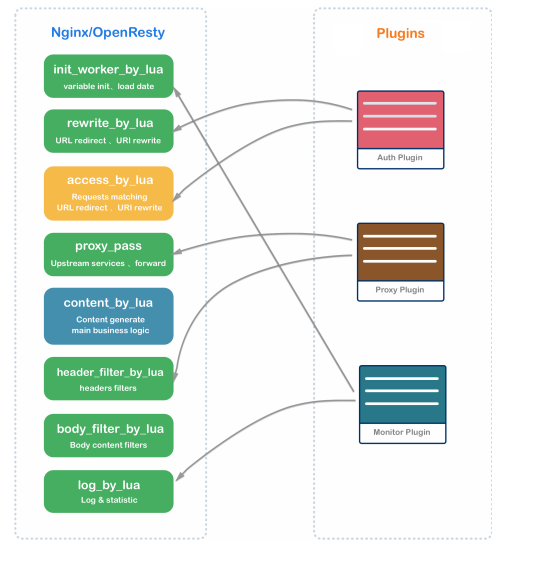 Nginx/OpenResty
init_worker_by_lua
variable init、load date
rewrite_by_lua
URL redirect 、URI rewrite
access_by_lua
Requests matching
URL redirect 、URI rewrite
proxy_pass
Upstream services 、forward
content_by_lua
Content generate
main business logic
header_filter_by_lua
headers filters
body_filter_by_lua
Body content filters
log_by_lua
Log & statistic
Plugins
Auth Plugin
Proxy Plugin
Monitor Plugin